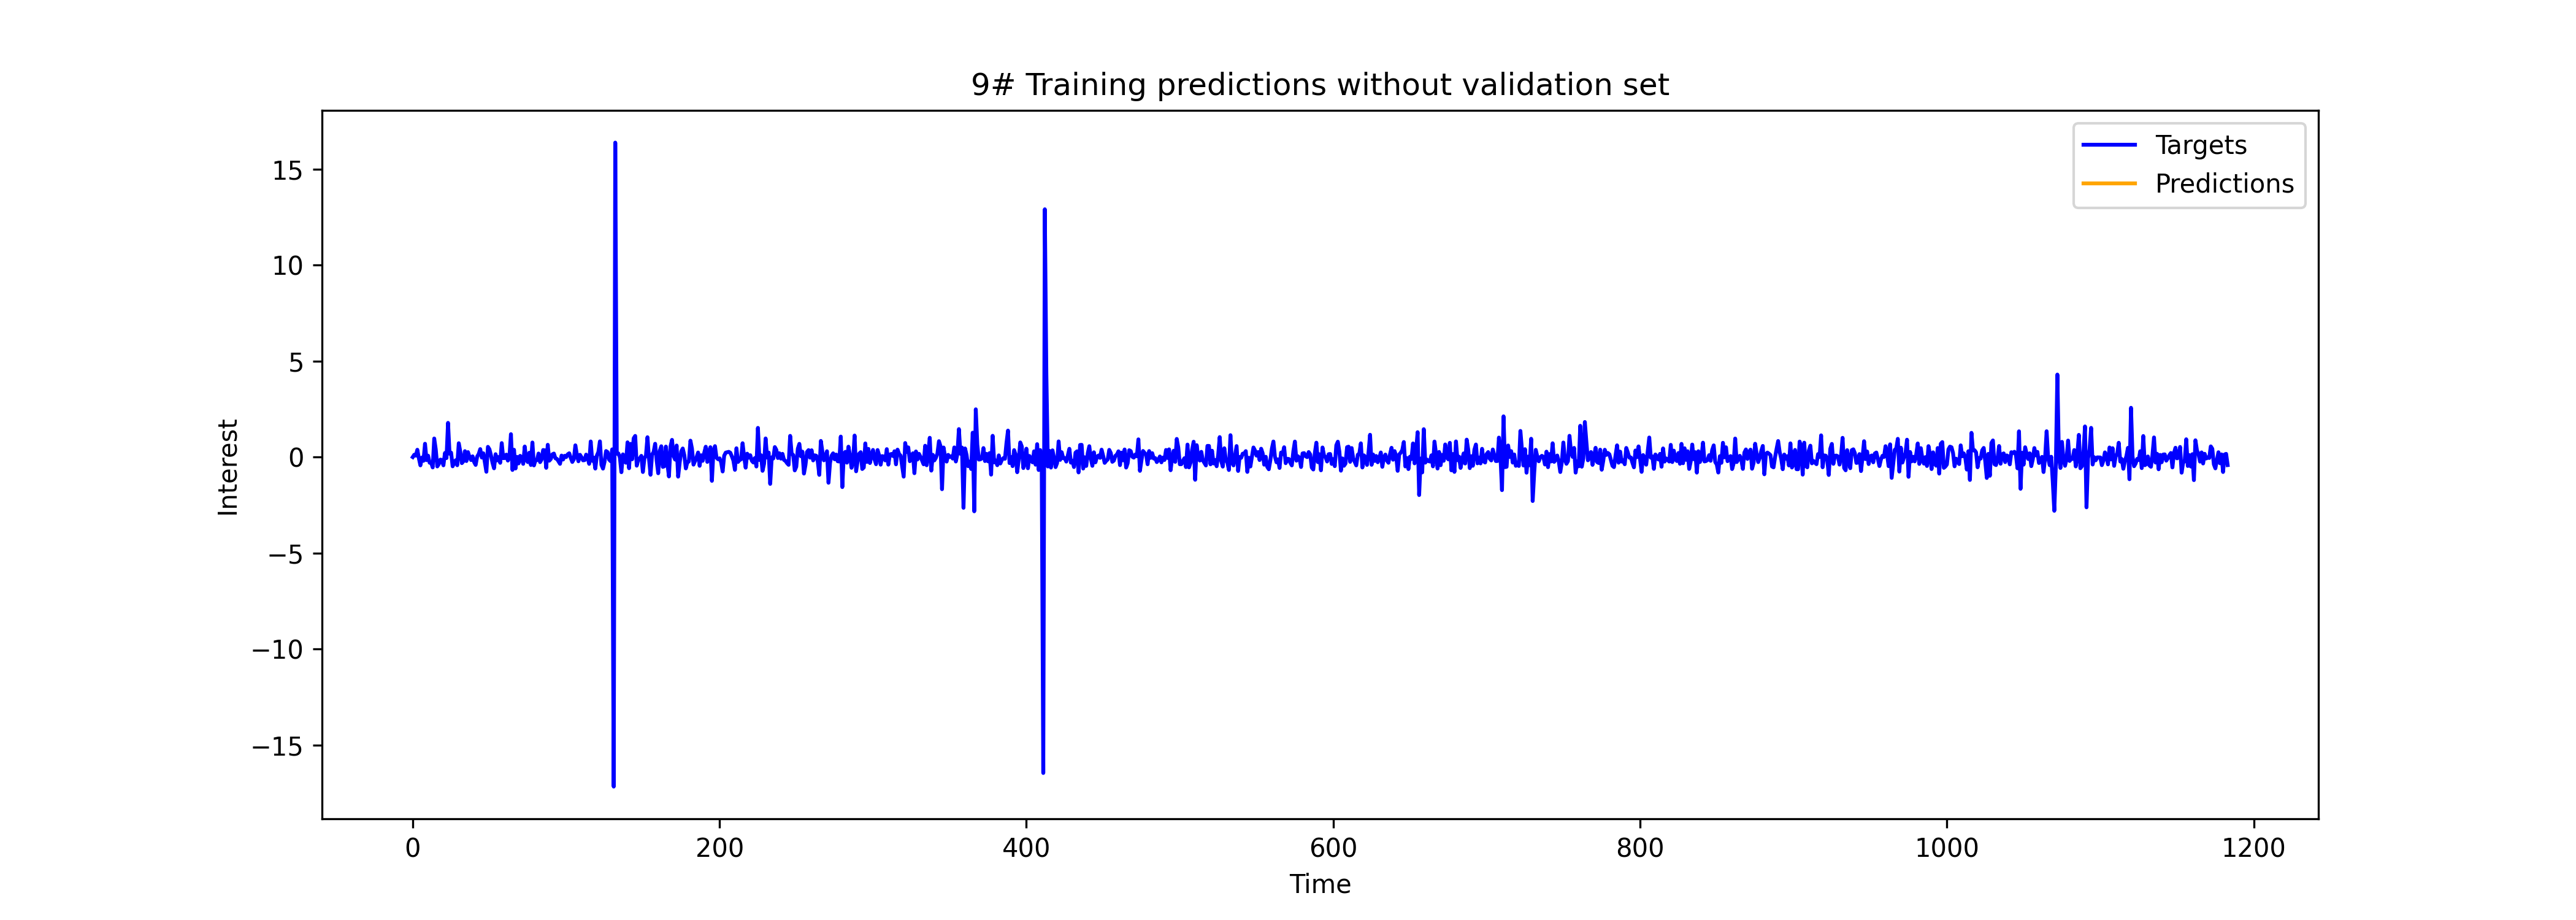 9# Training predictions without validation set
Targets
Predictions
15
10
5
0
−5
−10
−15
Interest
0 200 400 600 800 1000 1200
Time